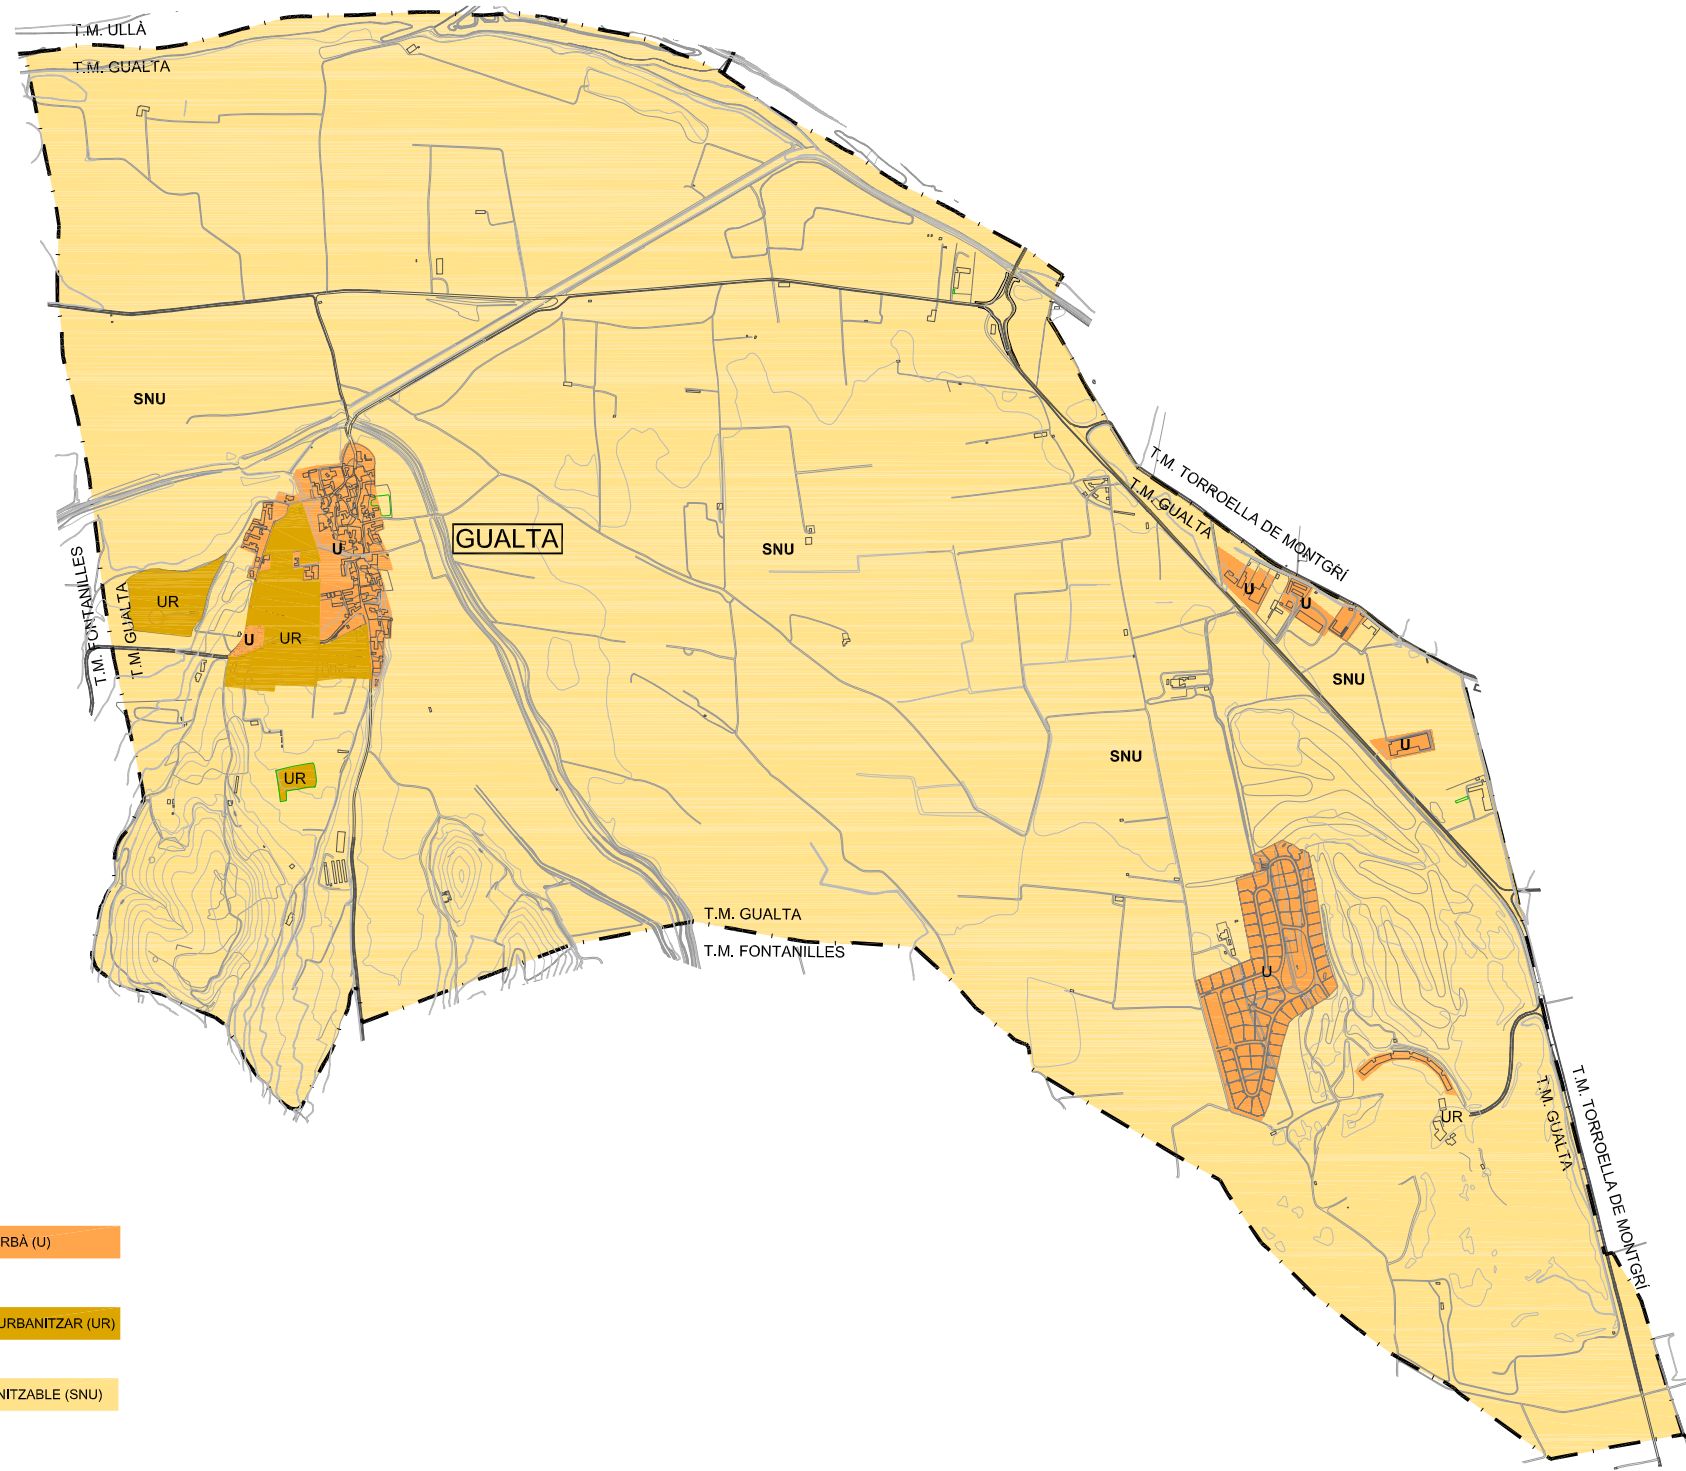 T.M. ULLÀ
T.M. GUALTA
SNU
T.M. TORROELLA DE MONTGRÍ
T.M. GUALTA
GUALTA
U
SNU
T.M. FONTANILLES
T.M. GUALTA
UR
U
U
U
UR
SNU
U
SNU
UR
T.M. GUALTA
T.M. FONTANILLES
U
UR
T.M. GUALTA
T.M. TORROELLA DE MONTGRÍ
RBÀ (U)
URBANITZAR (UR)
NITZABLE (SNU)